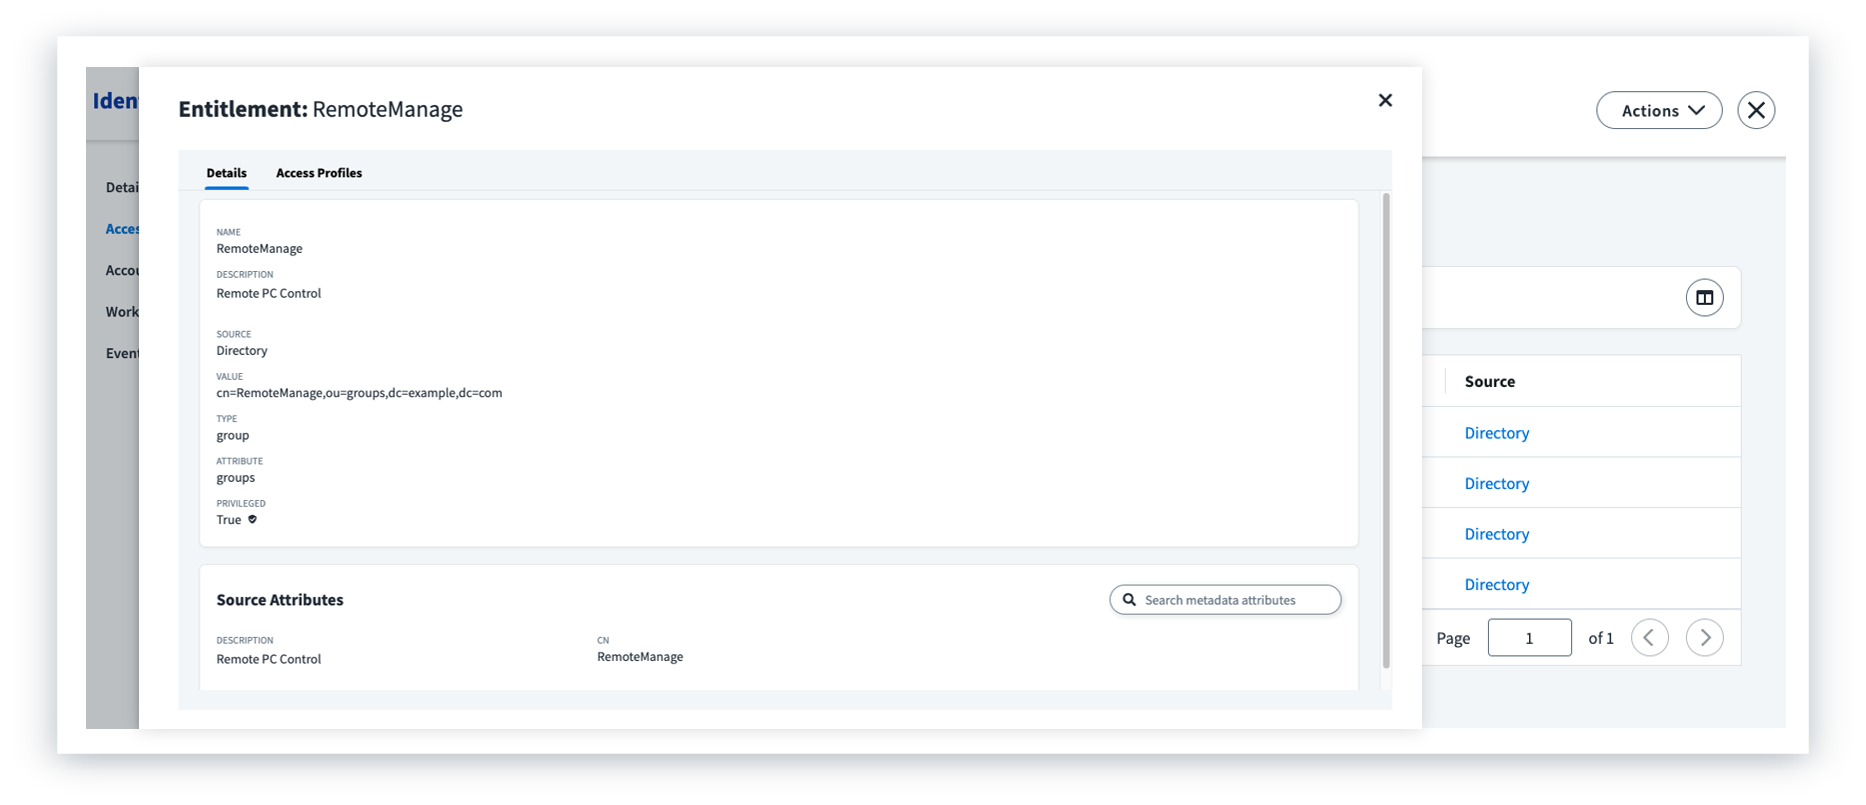 Entitlement: RemoteManage
Actions
Details Access Profiles
NAME
RemoteManage
DESCRIPTION
Remote PC Control
SOURCE
Directory
VALUE
cn=RemoteManage,ou=groups,dc=example,dc=com
TYPE
group
ATTRIBUTE
groups
PRIVILEGED
True
Source Attributes
Search metadata attributes
DESCRIPTION
Remote PC Control
CN
RemoteManage
Iden
Detai
Acces
Accou
Work
Event
Source
Directory
Directory
Directory
Directory
Page 1 of 1